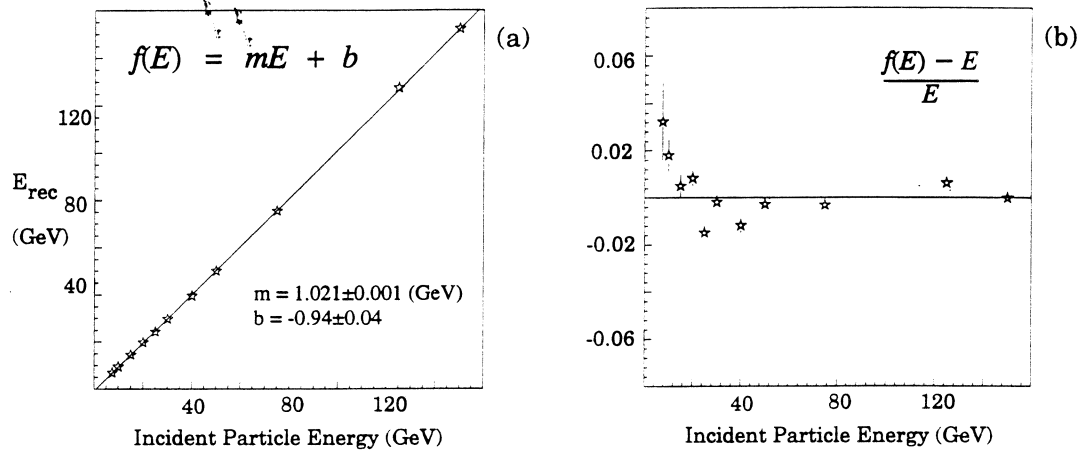 (a)
f(E) = mE + b
120
80
40
E_rec
(GeV)
m = 1.021±0.001 (GeV)
b = -0.94±0.04
40
80
120
Incident Particle Energy (GeV)
(b)
f(E) − E
E
0.06
0.02
-0.02
-0.06
40
80
120
Incident Particle Energy (GeV)